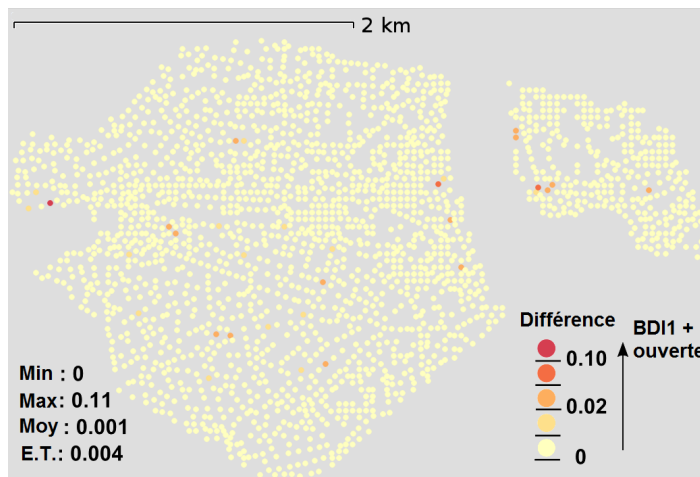 2 km
Différence
BDI1 +
ouverte
0.10
0.02
0
Min : 0
Max: 0.11
Moy : 0.001
E.T.: 0.004